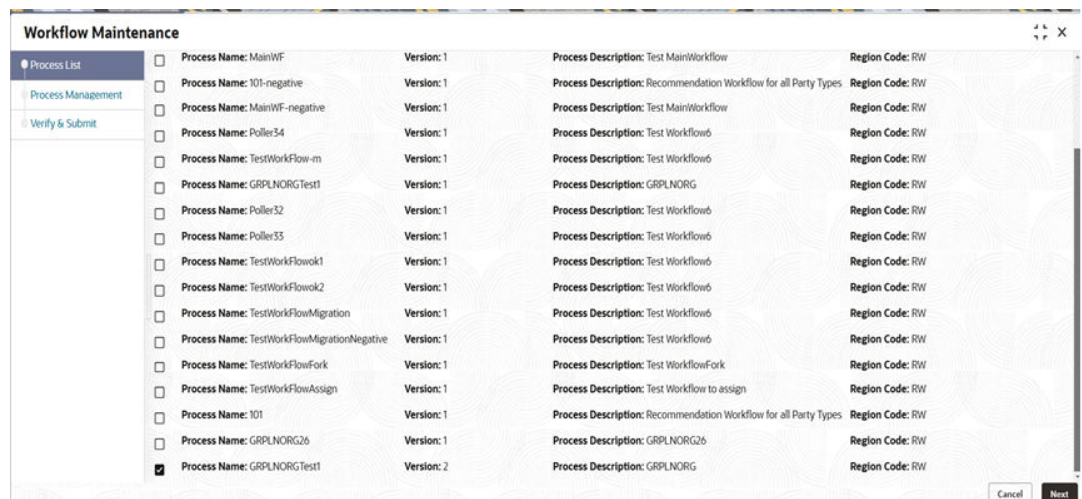 Workflow Maintenance
Process List
Process Management
Verify & Submit
Process Name: MainWF Version: 1 Process Description: Test MainWorkflow Region Code: RW
Process Name: 101-negative Version: 1 Process Description: Recommendation Workflow for all Party Types Region Code: RW
Process Name: MainWF-negative Version: 1 Process Description: Test MainWorkflow Region Code: RW
Process Name: Poller34 Version: 1 Process Description: Test Workflow6 Region Code: RW
Process Name: TestWorkFlow-m Version: 1 Process Description: Test Workflow6 Region Code: RW
Process Name: GRPLNORGTest1 Version: 1 Process Description: GRPLNORG Region Code: RW
Process Name: Poller32 Version: 1 Process Description: Test Workflow6 Region Code: RW
Process Name: Poller33 Version: 1 Process Description: Test Workflow6 Region Code: RW
Process Name: TestWorkFlowok1 Version: 1 Process Description: Test Workflow6 Region Code: RW
Process Name: TestWorkFlowok2 Version: 1 Process Description: Test Workflow6 Region Code: RW
Process Name: TestWorkFlowMigration Version: 1 Process Description: Test Workflow6 Region Code: RW
Process Name: TestWorkFlowMigrationNegative Version: 1 Process Description: Test Workflow6 Region Code: RW
Process Name: TestWorkFlowFork Version: 1 Process Description: Test WorkflowFork Region Code: RW
Process Name: TestWorkFlowAssign Version: 1 Process Description: Test Workflow to assign Region Code: RW
Process Name: 101 Version: 1 Process Description: Recommendation Workflow for all Party Types Region Code: RW
Process Name: GRPLNORG26 Version: 1 Process Description: GRPLNORG26 Region Code: RW
Process Name: GRPLNORGTest1 Version: 2 Process Description: GRPLNORG Region Code: RW
Cancel Next